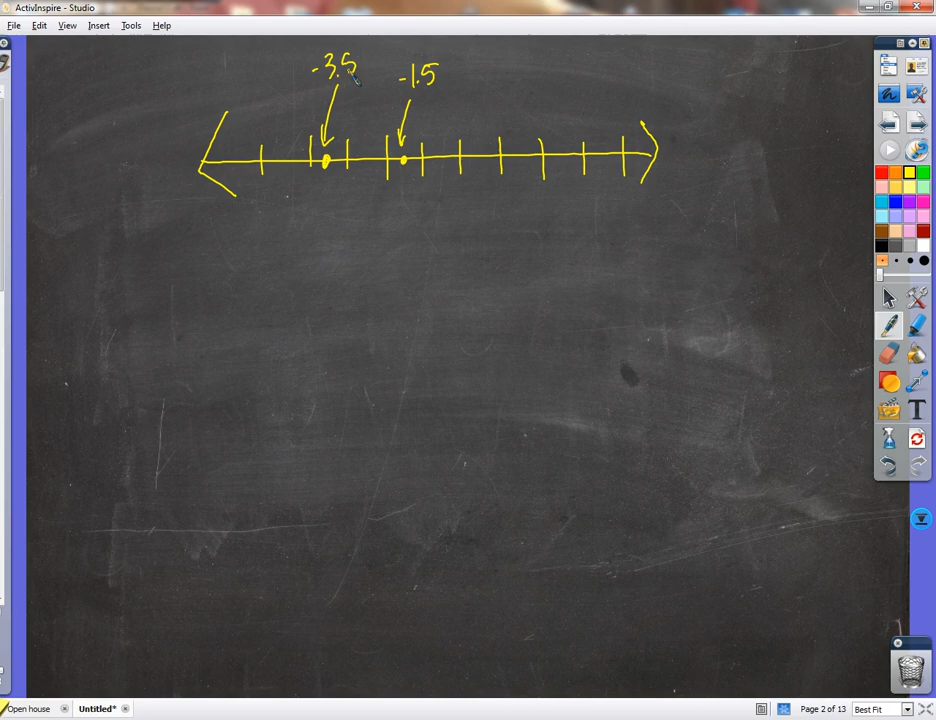 ActivInspire - Studio
File Edit View Insert Tools Help
-3.5
-1.5
T
Open house
Untitled*
Page 2 of 13
Best Fit